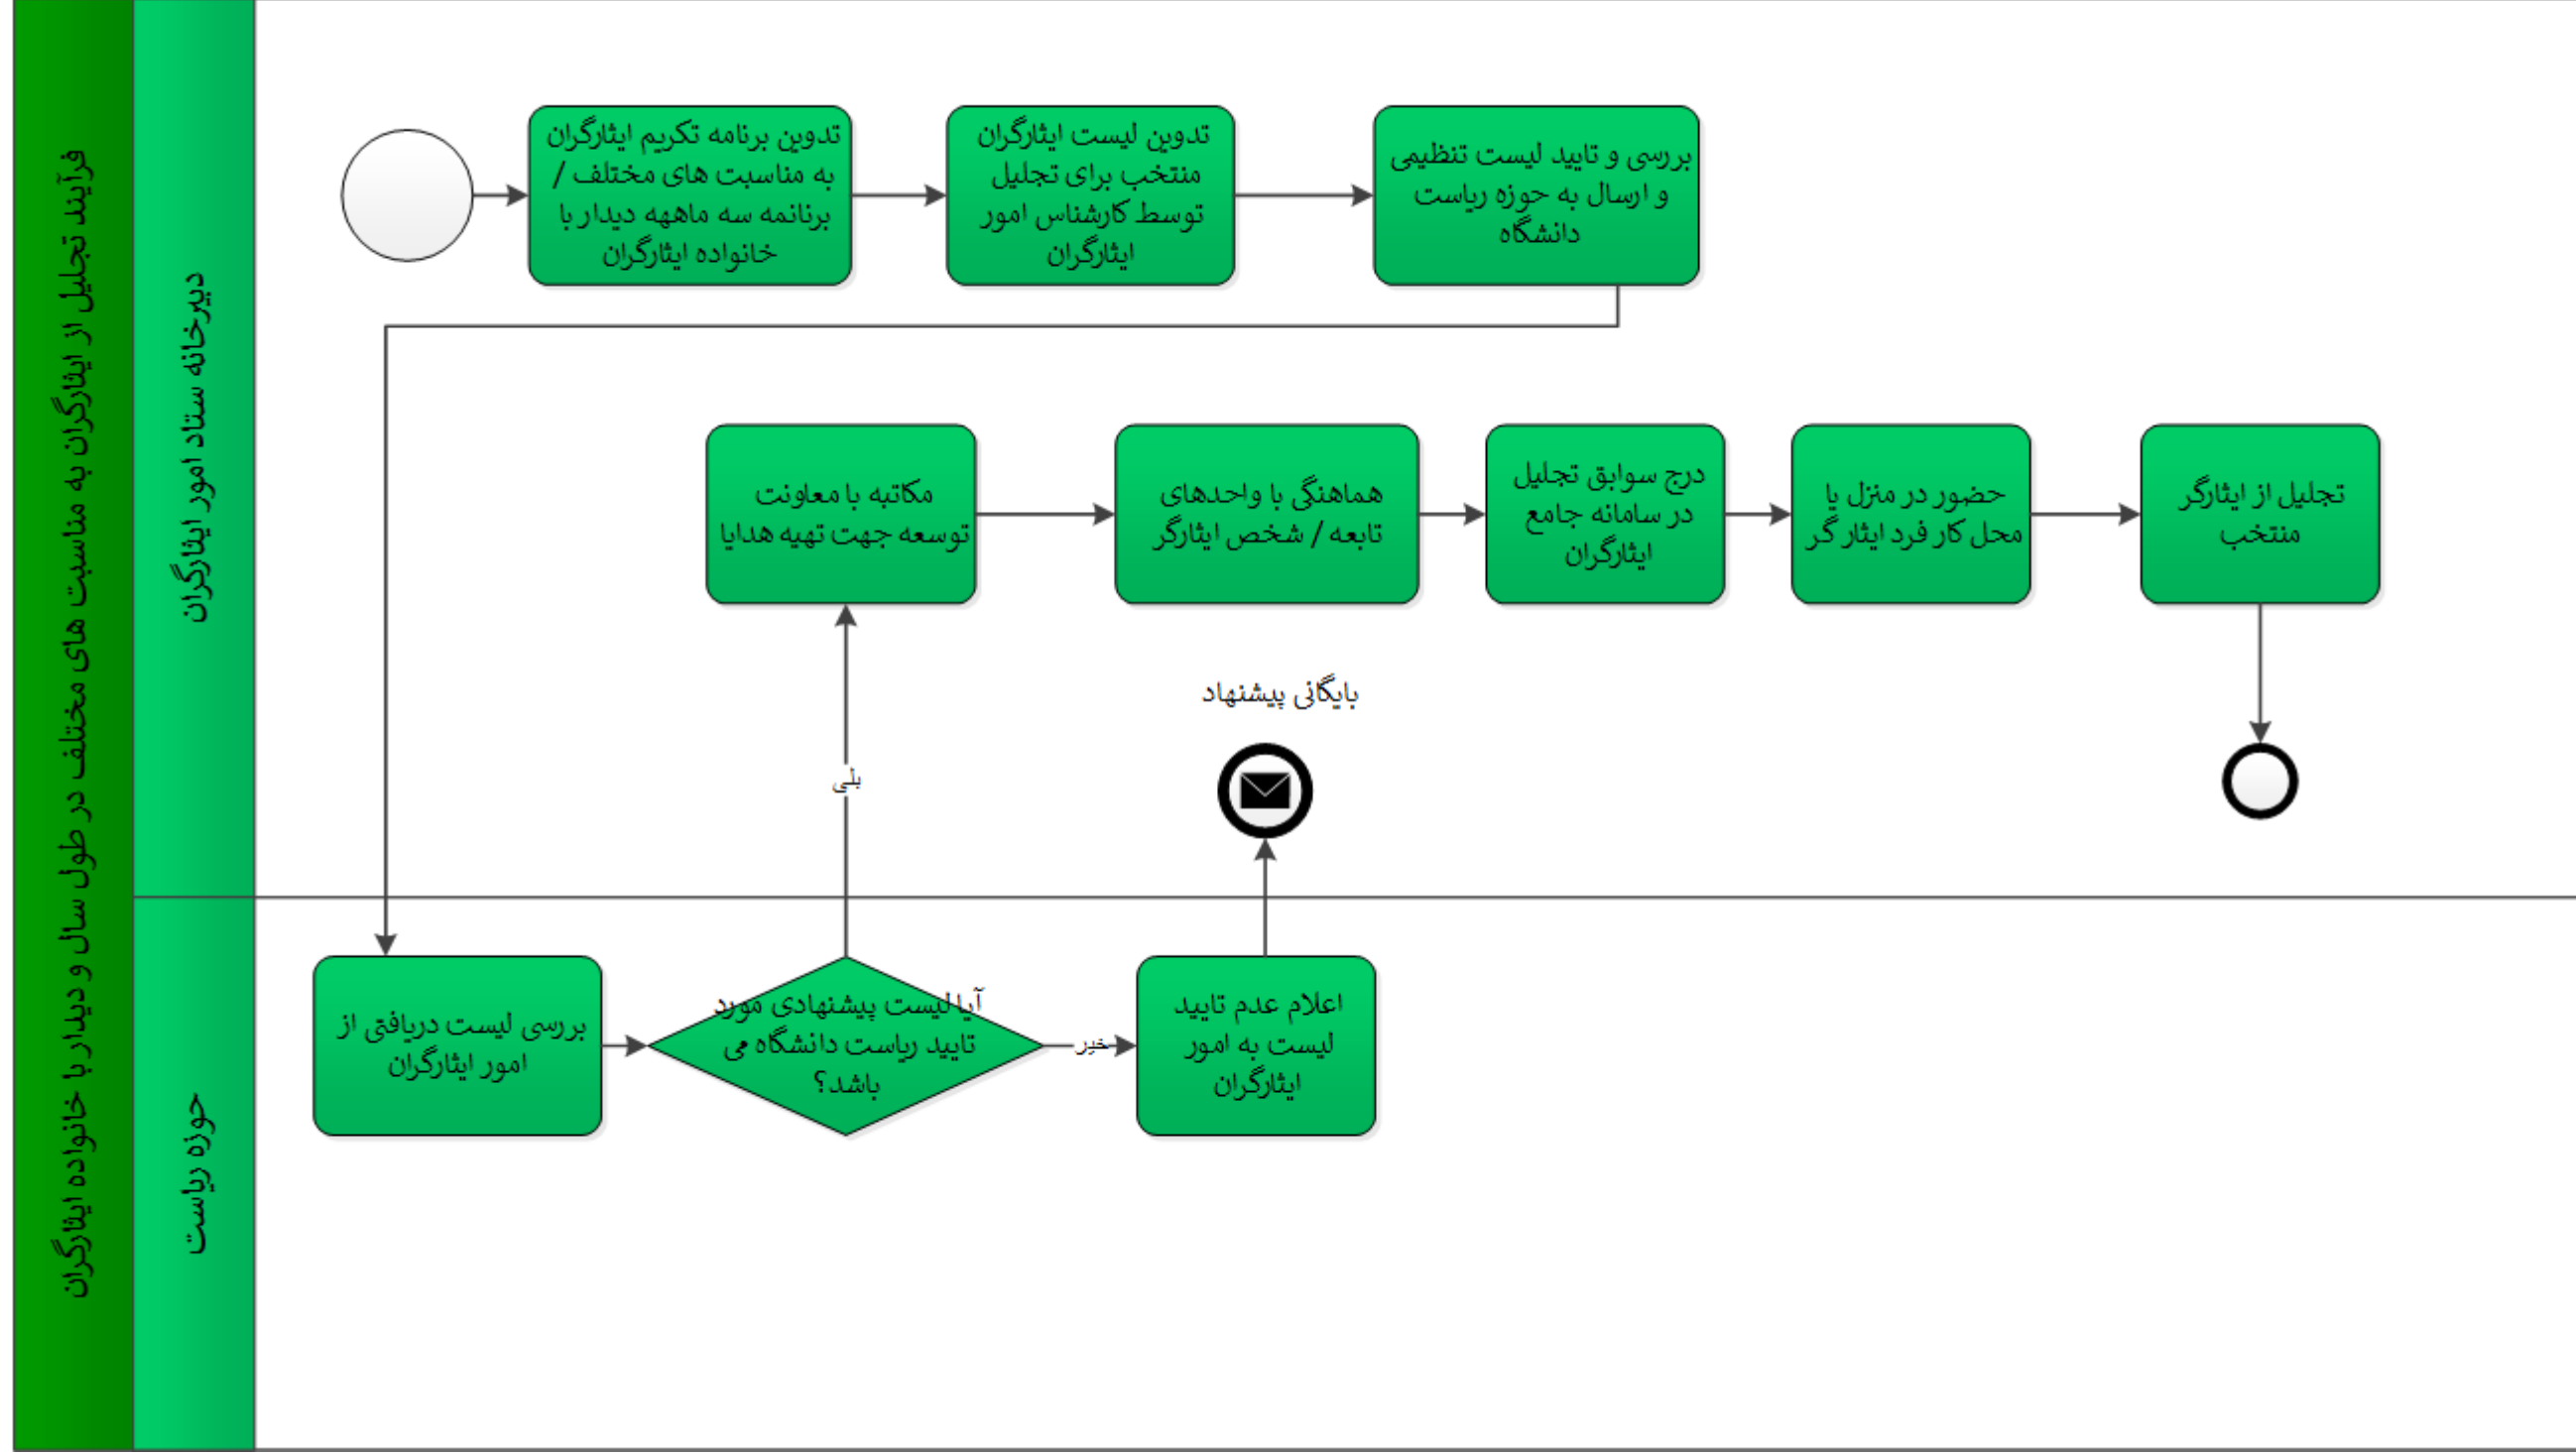 فرآیند تجلیل از ایثارگران به مناسبت های مختلف در طول سال و دیدار با خانواده ایثارگران
دبیرخانه ستاد امور ایثارگران
تدوین برنامه تکریم ایثارگران
به مناسبت های مختلف /
برنانمه سه ماههه دیدار با
خانواده ایثارگران
تدوین لیست ایثارگران
منتخب برای تجلیل
توسط کارشناس امور
ایثارگران
بررسی و تایید لیست تنظیمی
و ارسال به حوزه ریاست
دانشگاه
مکاتبه با معاونت
توسعه جهت تهیه هدایا
هماهنگی با واحدهای
تابعه / شخص ایثارگر
درج سوابق تجلیل
در سامانه جامع
ایثارگران
حضور در منزل یا
محل کار فرد ایثار گر
تجلیل از ایثارگر
منتخب
بایگانی پیشنهاد
بلی
حوزه ریاست
بررسی لیست دریافتی از
امور ایثارگران
آیا لیست پیشنهادی مورد
تایید ریاست دانشگاه می
باشد؟
خیر
اعلام عدم تایید
لیست به امور
ایثارگران